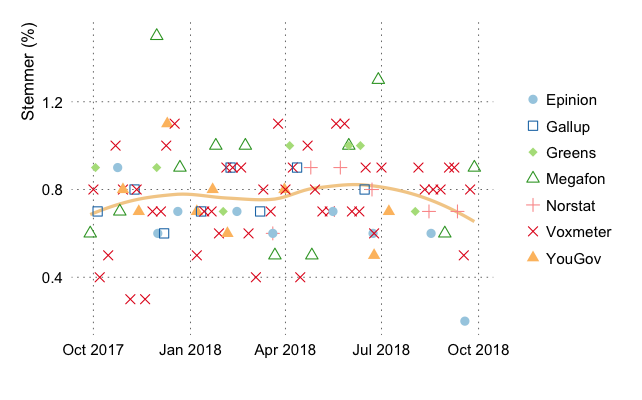 Stemmer (%)
1.2
0.8
0.4
Oct 2017
Jan 2018
Apr 2018
Jul 2018
Oct 2018
Epinion
Gallup
Greens
Megafon
Norstat
Voxmeter
YouGov